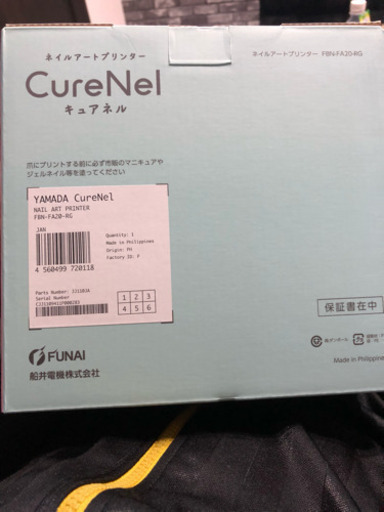 ネイルアートプリンター
CureNel
キュアネル
ネイルアートプリンター FBN-FA20-RG
爪にプリントする前に必ず市販のマニキュアや
ジェルネイル等を塗ってください
YAMADA CureNel
NAIL ART PRINTER
FBN-FA20-RG
JAN
4 560499 720118
Quantity: 1
Made in Philippines
Origin: PH
Factory ID: F
Part Number: JJ110JA
Serial Number
1 2 3
4 5 6
保証書在中
FUNAI
船井電機株式会社
Made in Philippine